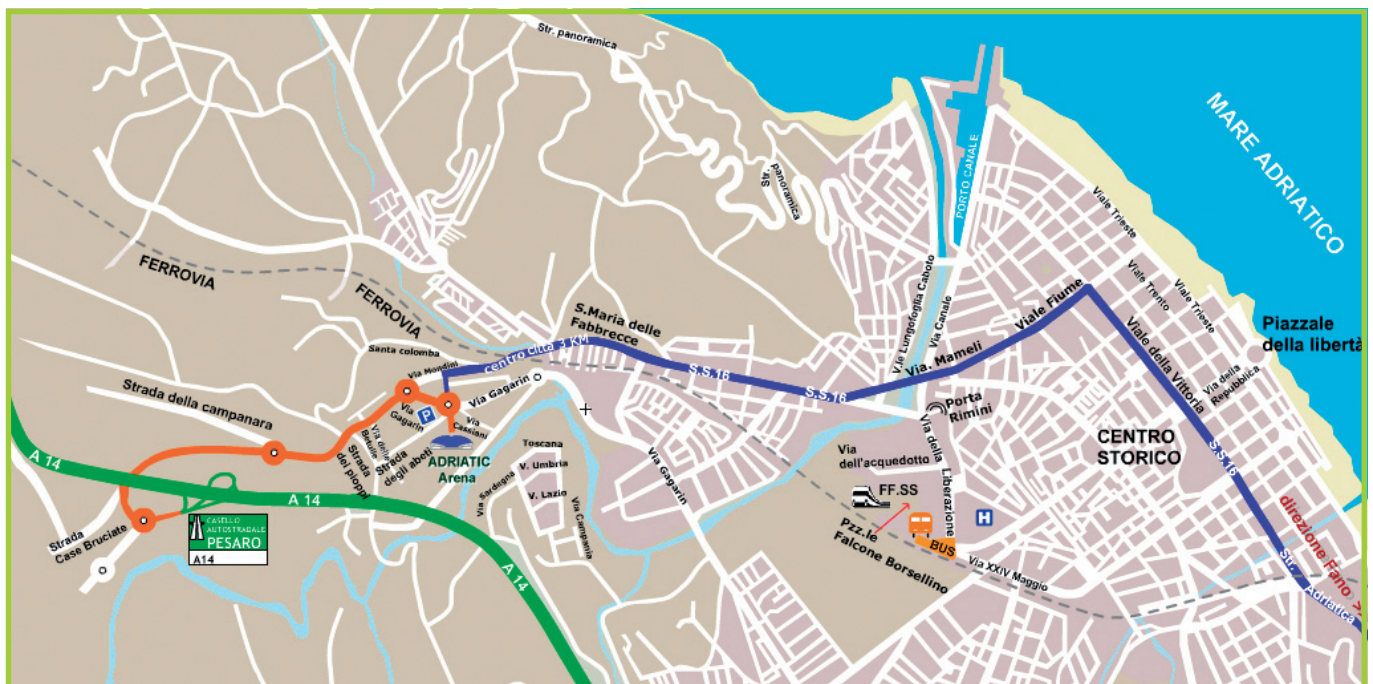 Str. panoramica
MARE ADRIATICO
PORTO CANALE
Str.
panoramica
Viale Trieste
FERROVIA
FERROVIA
V.le Lungofoglia Caboto
Via Canale
Viale Fiume
Viale Trento
Viale Trieste
S.Maria delle
Fabbrecce
Piazzale
della libertà
Santa colomba
Via Mondini
centro città 3 KM
S.S.16
S.S.16
Via. Mameli
Viale della Vittoria
Via della
Repubblica
Strada della campanara
Via Gagarin
P
Via
Gagarin
Via
Cassiani
Porta
Rimini
Via delle
Betulle
Strada
dei pioppi
Strada
degli abeti
ADRIATIC
Arena
Toscana
V. Umbria
V. Lazio
Via Sardegna
Via Campania
Via Gagarin
Via
dell'acquedotto
Via della
Liberazione
CENTRO
STORICO
S.S.16
A 14
A 14
A 14
FF.SS
H
Pzz.le
Falcone Borsellino
BUS
Via XXIV Maggio
direzione Fano >>
Str. Adriatica
Strada
Case Bruciate
CASELLO
AUTOSTRADALE
PESARO
A14